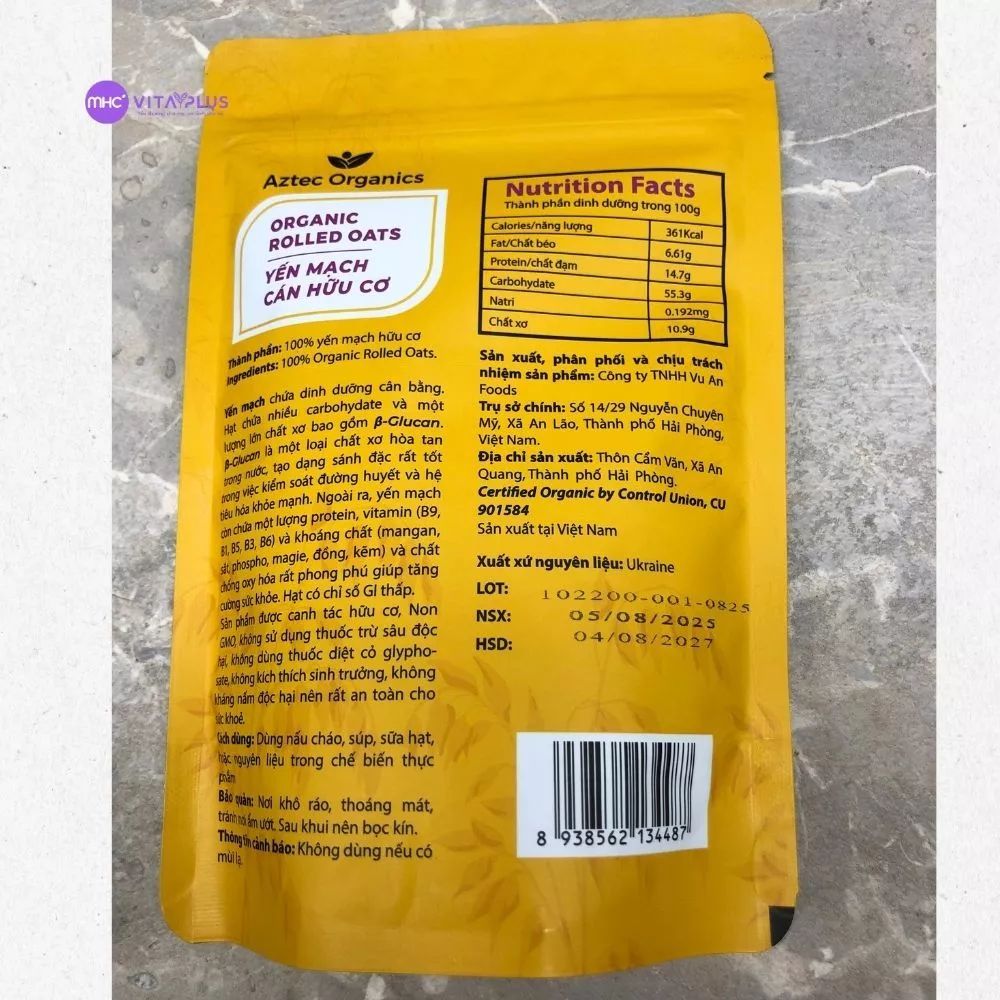 MHC VITAPLUS
Aztec Organics
ORGANIC
ROLLED OATS
YẾN MẠCH
CÁN HỮU CƠ
Thành phần: 100% yến mạch hữu cơ
Ingredients: 100% Organic Rolled Oats.
Yến mạch chứa dinh dưỡng cân bằng.
Hạt chứa nhiều carbohydrate và một
lượng lớn chất xơ bao gồm β-Glucan.
β-Glucan là một loại chất xơ hòa tan
trong nước, tạo dạng sánh đặc rất tốt
trong việc kiểm soát đường huyết và hệ
tiêu hóa khỏe mạnh. Ngoài ra, yến mạch
còn chứa một lượng protein, vitamin (B9,
B1, B5, B3, B6) và khoáng chất (mangan,
sắt, phospho, magie, đồng, kẽm) và chất
chống oxy hóa rất phong phú giúp tăng
cường sức khỏe. Hạt có chỉ số GI thấp.
Sản phẩm được canh tác hữu cơ, Non
GMO, không sử dụng thuốc trừ sâu độc
hại, không dùng thuốc diệt cỏ glypho-
sate, không kích thích sinh trưởng, không
kháng nấm độc hại nên rất an toàn cho
sức khoẻ.
Cách dùng: Dùng nấu cháo, súp, sữa hạt,
hoặc nguyên liệu trong chế biến thực
phẩm
Bảo quản: Nơi khô ráo, thoáng mát,
tránh nơi ẩm ướt. Sau khui nên bọc kín.
Thông tin cảnh báo: Không dùng nếu có
mùi lạ.
Nutrition Facts
Thành phần dinh dưỡng trong 100g
Calories/năng lượng 361Kcal
Fat/Chất béo 6.61g
Protein/chất đạm 14.7g
Carbohydate 55.3g
Natri 0.192mg
Chất xơ 10.9g
Sản xuất, phân phối và chịu trách
nhiệm sản phẩm: Công ty TNHH Vu An
Foods
Trụ sở chính: Số 14/29 Nguyễn Chuyên
Mỹ, Xã An Lão, Thành phố Hải Phòng,
Việt Nam.
Địa chỉ sản xuất: Thôn Cẩm Văn, Xã An
Quang,Thành phố Hải Phòng.
Certified Organic by Control Union, CU
901584
Sản xuất tại Việt Nam
Xuất xứ nguyên liệu: Ukraine
LOT: 102200-001-0825
NSX: 05/08/2025
HSD: 04/08/2027
8 938562 134487